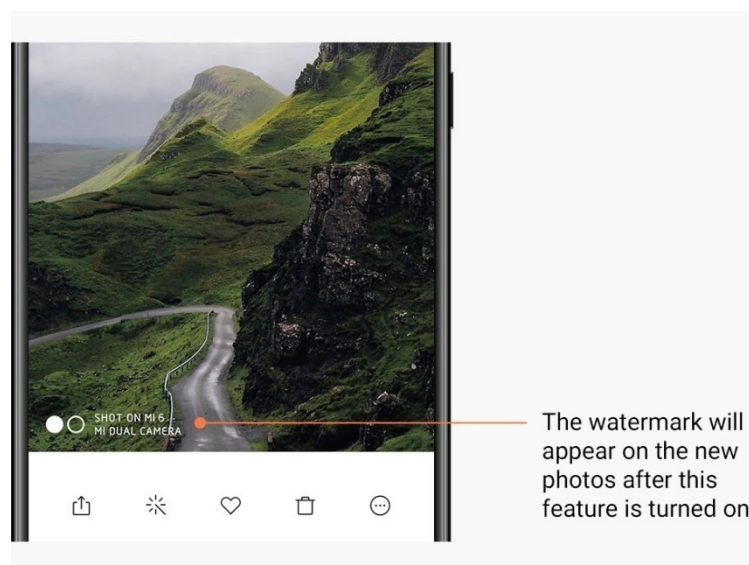 SHOT ON MI 6
MI DUAL CAMERA
The watermark will
appear on the new
photos after this
feature is turned on